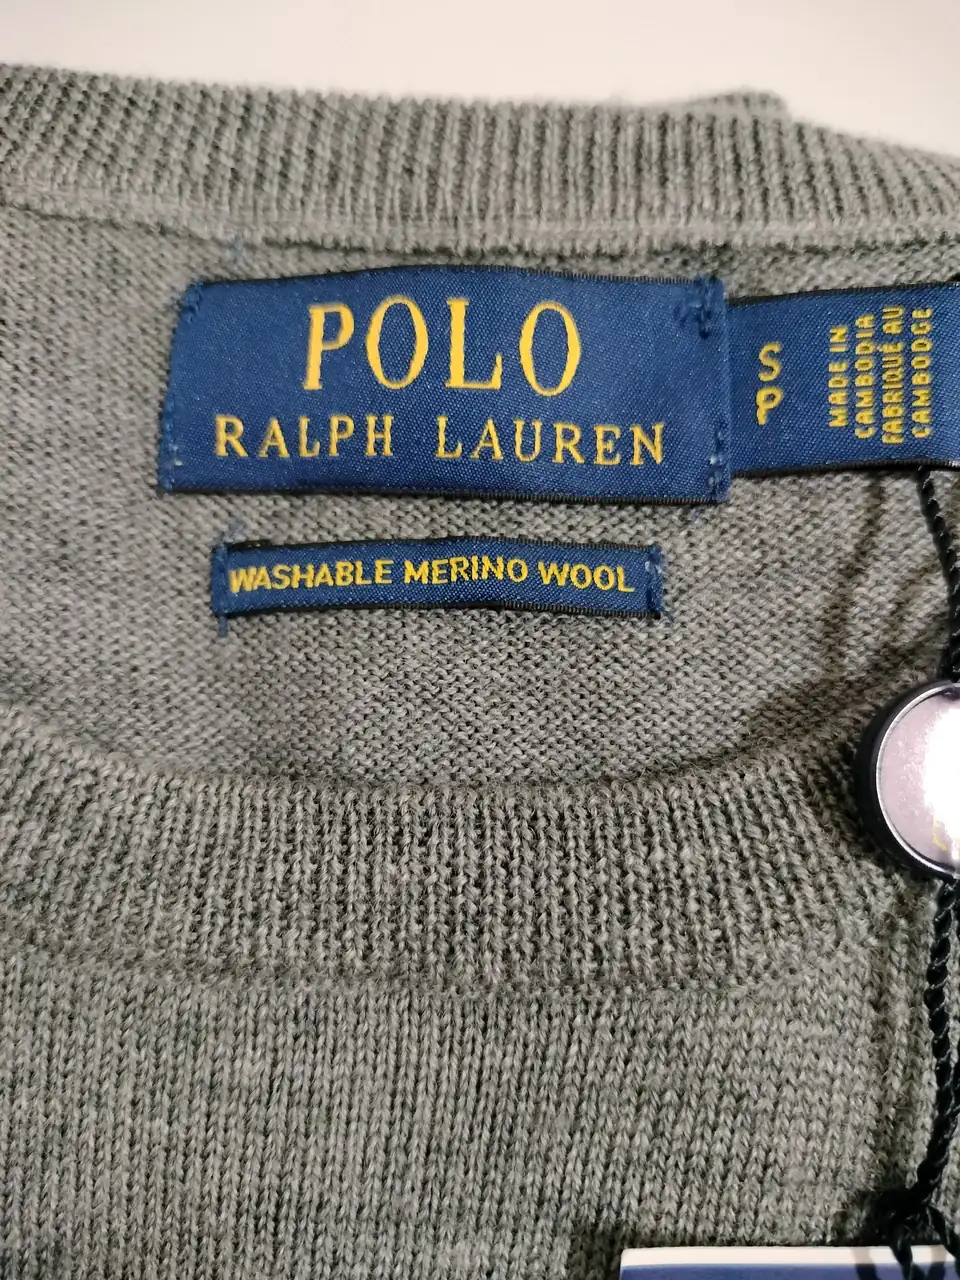 POLO
RALPH LAUREN
S
P
MADE IN
CAMBODIA
FABRIQUÉ AU
CAMBODGE
WASHABLE MERINO WOOL